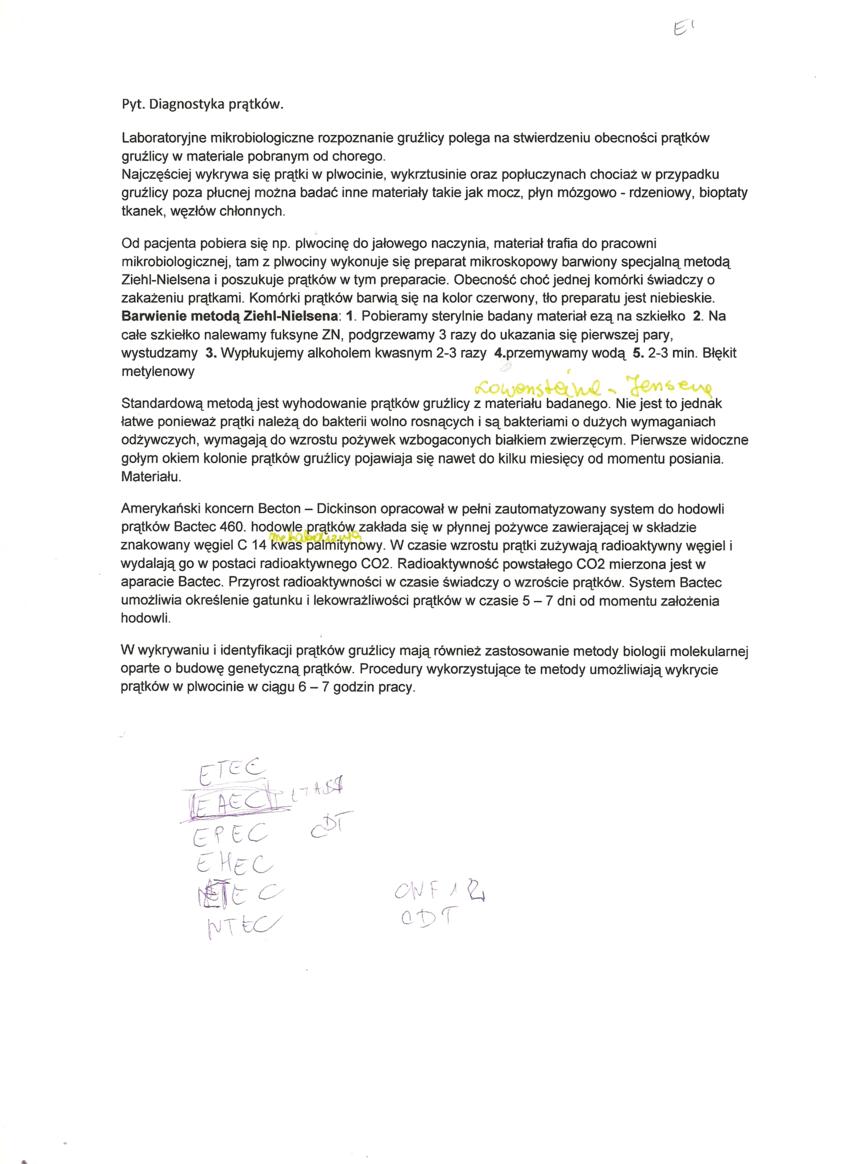 E'
Pyt. Diagnostyka prątków.
Laboratoryjne mikrobiologiczne rozpoznanie gruźlicy polega na stwierdzeniu obecności prątków
gruźlicy w materiale pobranym od chorego.
Najczęściej wykrywa się prątki w plwocinie, wykrztusinie oraz popłuczynach chociaż w przypadku
gruźlicy poza płucnej można badać inne materiały takie jak mocz, płyn mózgowo - rdzeniowy, bioptaty
tkanek, węzłów chłonnych.
Od pacjenta pobiera się np. plwocinę do jałowego naczynia, materiał trafia do pracowni
mikrobiologicznej, tam z plwociny wykonuje się preparat mikroskopowy barwiony specjalną metodą
Ziehl-Nielsena i poszukuje prątków w tym preparacie. Obecność choć jednej komórki świadczy o
zakażeniu prątkami. Komórki prątków barwią się na kolor czerwony, tło preparatu jest niebieskie.
Barwienie metodą Ziehl-Nielsena: 1. Pobieramy sterylnie badany materiał ezą na szkiełko 2. Na
całe szkiełko nalewamy fuksyne ZN, podgrzewamy 3 razy do ukazania się pierwszej pary,
wystudzamy 3. Wypłukujemy alkoholem kwasnym 2-3 razy 4.przemywamy wodą 5. 2-3 min. Błękit
metylenowy
Lowensteina - Jensena
Standardową metodą jest wyhodowanie prątków gruźlicy z materiału badanego. Nie jest to jednak
łatwe ponieważ prątki należą do bakterii wolno rosnących i są bakteriami o dużych wymaganiach
odżywczych, wymagają do wzrostu pożywek wzbogaconych białkiem zwierzęcym. Pierwsze widoczne
gołym okiem kolonie prątków gruźlicy pojawiaja się nawet do kilku miesięcy od momentu posiania.
Materiału.
Amerykański koncern Becton – Dickinson opracował w pełni zautomatyzowany system do hodowli
prątków Bactec 460. hodowle prątków zakłada się w płynnej pożywce zawierającej w składzie
znakowany węgiel C 14 kwas palmitynowy. W czasie wzrostu prątki zużywają radioaktywny węgiel i
wydalają go w postaci radioaktywnego CO2. Radioaktywność powstałego CO2 mierzona jest w
aparacie Bactec. Przyrost radioaktywności w czasie świadczy o wzroście prątków. System Bactec
umożliwia określenie gatunku i lekowrażliwości prątków w czasie 5 – 7 dni od momentu założenia
hodowli.
W wykrywaniu i identyfikacji prątków gruźlicy mają również zastosowanie metody biologii molekularnej
oparte o budowę genetyczną prątków. Procedury wykorzystujące te metody umożliwiają wykrycie
prątków w plwocinie w ciągu 6 – 7 godzin pracy.
ETEC
EAEC
EPEC CDT
EHEC
CNF 1 2
NTEC CDT